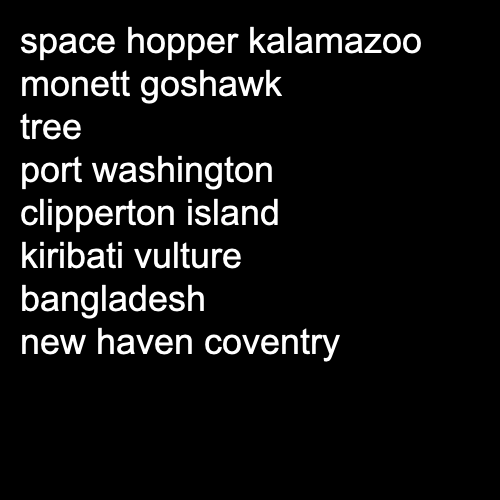 space hopper kalamazoo
monett goshawk
tree
port washington
clipperton island
kiribati vulture
bangladesh
new haven coventry